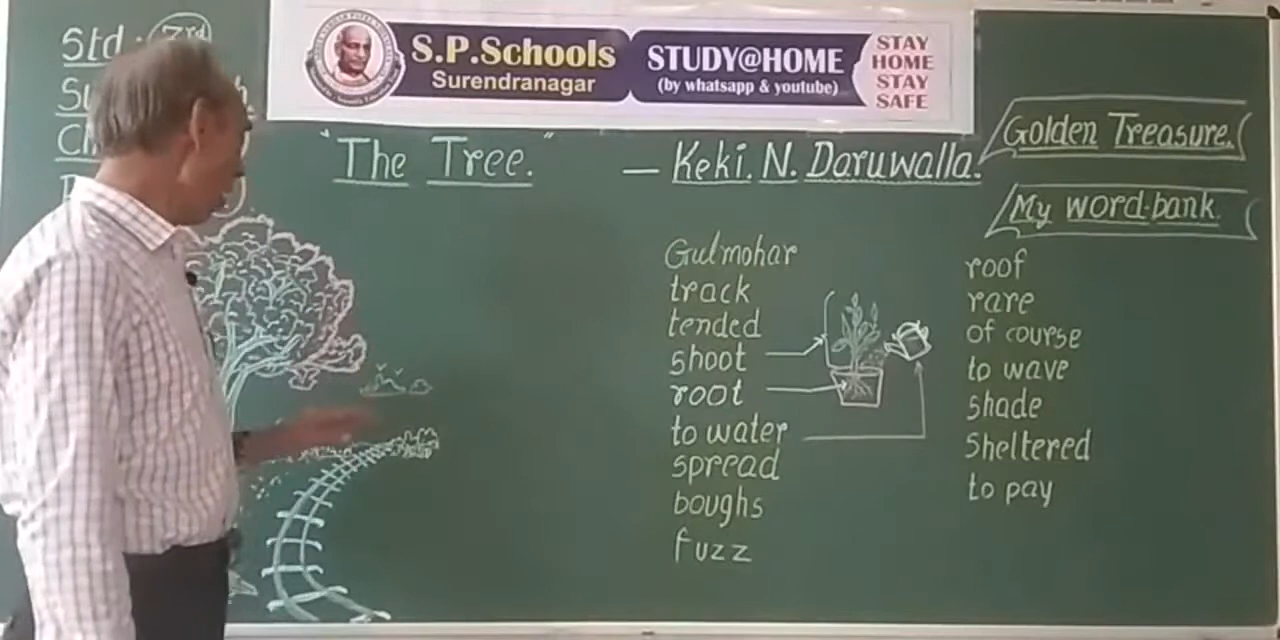 Std : 3rd
S.P.Schools
Surendranagar
STUDY@HOME
(by whatsapp & youtube)
STAY
HOME
STAY
SAFE
"The Tree."
— Keki. N. Daruwalla.
Golden Treasure.
My word-bank.
Gulmohar
track
tended
shoot
root
to water
spread
boughs
fuzz
roof
rare
of course
to wave
shade
Sheltered
to pay